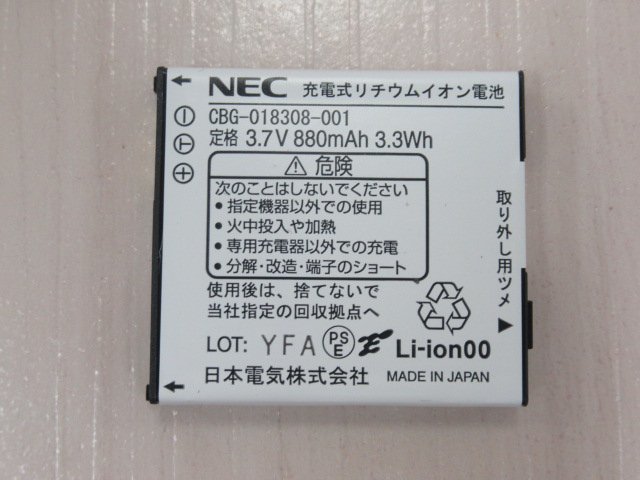 NEC 充電式リチウムイオン電池
CBG-018308-001
定格 3.7V 880mAh 3.3Wh
危険
次のことはしないでください
・指定機器以外での使用
・火中投入や加熱
・専用充電器以外での充電
・分解・改造・端子のショート
使用後は、捨てないで
当社指定の回収拠点へ
取り外し用ツメ
LOT: YFA PSE Li-ion00
日本電気株式会社 MADE IN JAPAN